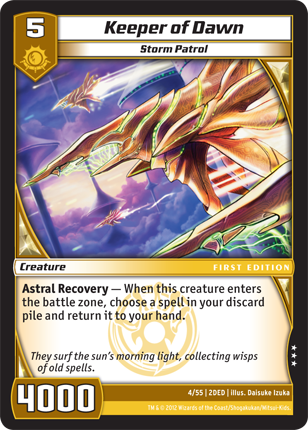 5
Keeper of Dawn
Storm Patrol
Creature
FIRST EDITION
Astral Recovery — When this creature enters
the battle zone, choose a spell in your discard
pile and return it to your hand.
They surf the sun's morning light, collecting wisps
of old spells.
4000
4/55 | 2DED | illus. Daisuke Izuka
TM & © 2012 Wizards of the Coast/Shogakukan/Mitsui-Kids